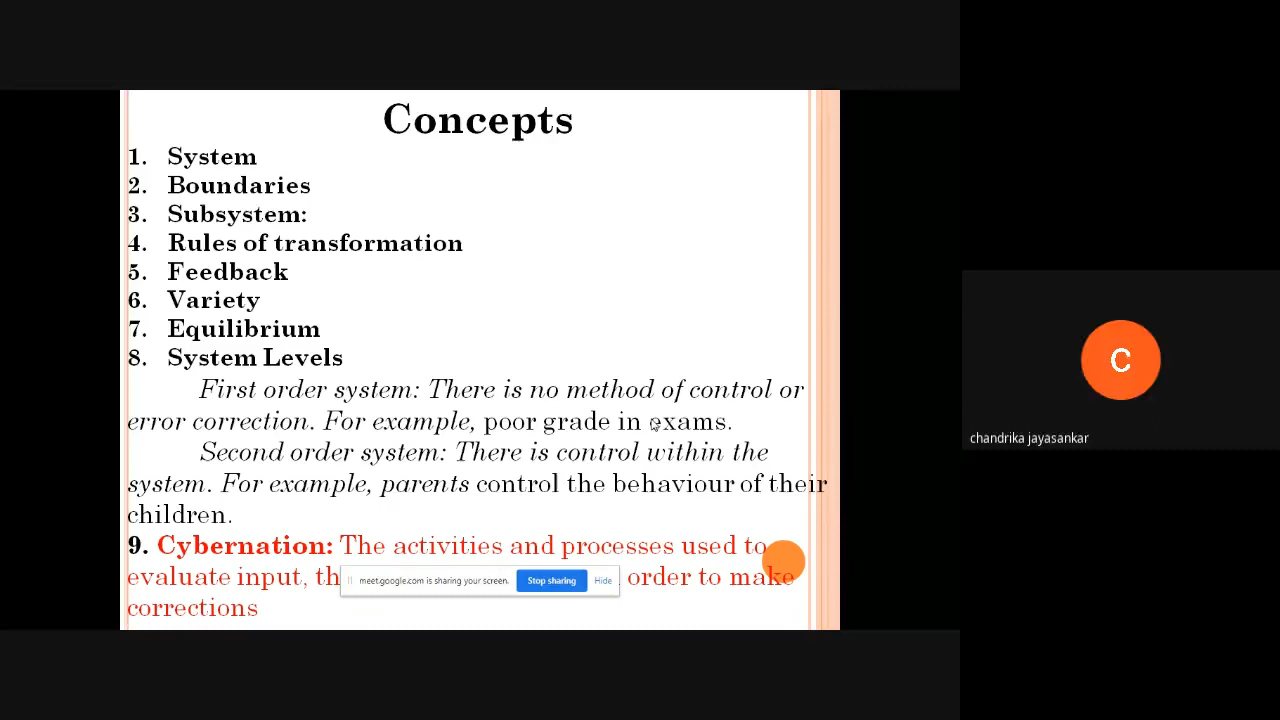 Concepts
1. System
2. Boundaries
3. Subsystem:
4. Rules of transformation
5. Feedback
6. Variety
7. Equilibrium
8. System Levels
First order system: There is no method of control or
error correction. For example, poor grade in exams.
Second order system: There is control within the
system. For example, parents control the behaviour of their
children.
9. Cybernation: The activities and processes used to
evaluate input, th order to make
corrections
meet.google.com is sharing your screen. Stop sharing Hide
C
chandrika jayasankar